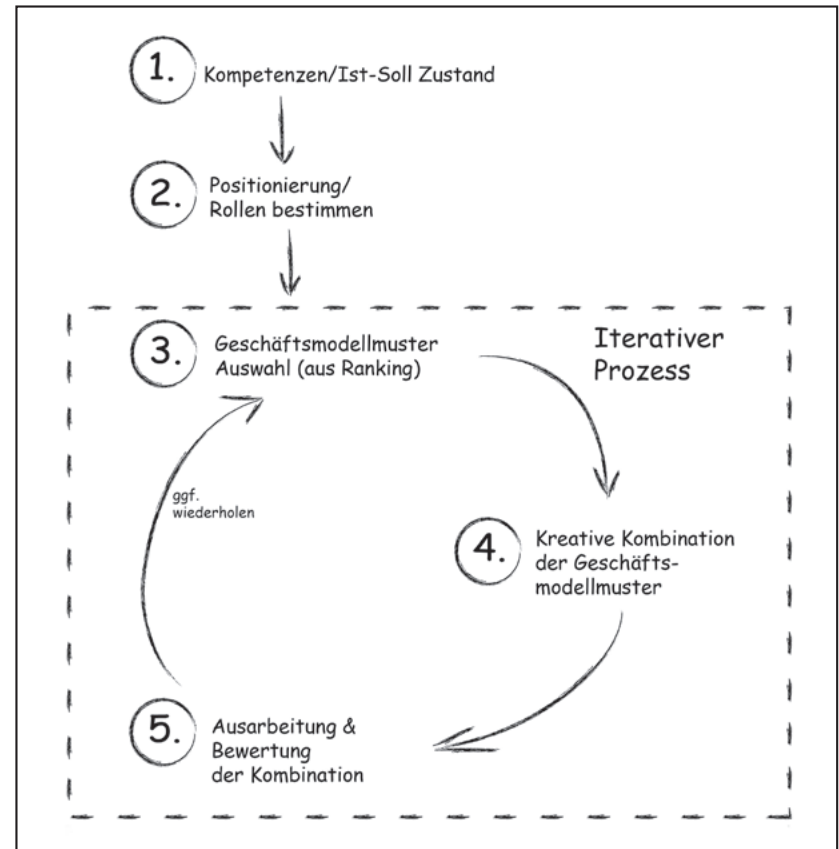 1. Kompetenzen/Ist-Soll Zustand
2. Positionierung/
Rollen bestimmen
3. Geschäftsmodellmuster
Auswahl (aus Ranking)
Iterativer
Prozess
ggf.
wiederholen
4. Kreative Kombination
der Geschäfts-
modellmuster
5. Ausarbeitung &
Bewertung
der Kombination